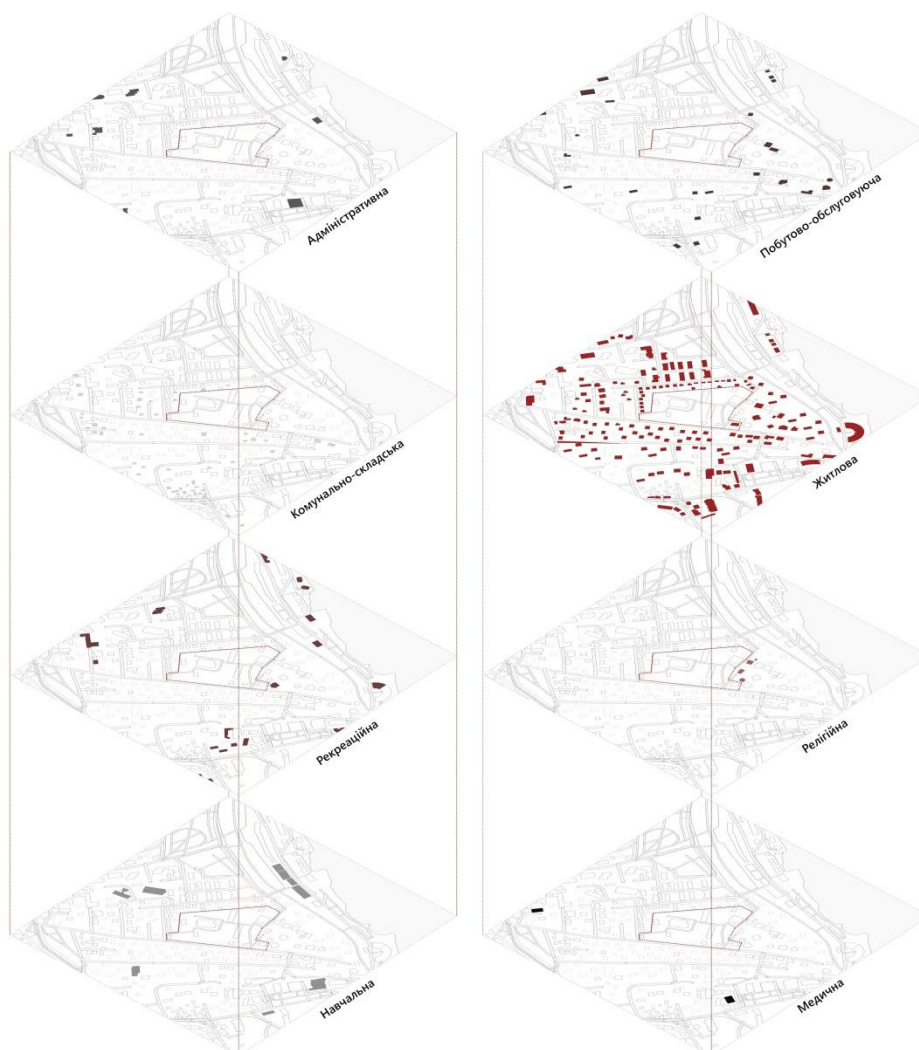 Адміністративна
Побутово-обслуговуюча
Комунально-складська
Житлова
Рекреаційна
Релігійна
Навчальна
Медична